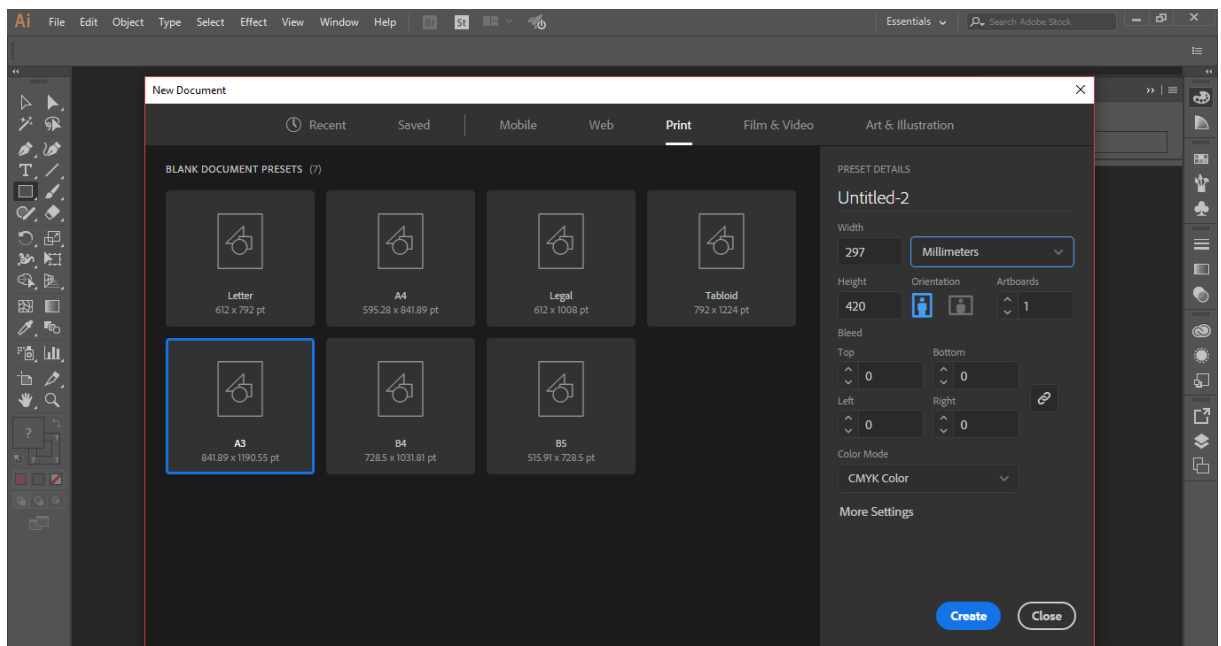 Ai File Edit Object Type Select Effect View Window Help Br St Essentials Search Adobe Stock
New Document
Recent Saved Mobile Web Print Film & Video Art & Illustration
BLANK DOCUMENT PRESETS (7)
Letter
612 x 792 pt
A4
595.28 x 841.89 pt
Legal
612 x 1008 pt
Tabloid
792 x 1224 pt
A3
841.89 x 1190.55 pt
B4
728.5 x 1031.81 pt
B5
515.91 x 728.5 pt
PRESET DETAILS
Untitled-2
Width
297 Millimeters
Height Orientation Artboards
420 1
Bleed
Top Bottom
0 0
Left Right
0 0
Color Mode
CMYK Color
More Settings
Create Close
T
?
?
? ?